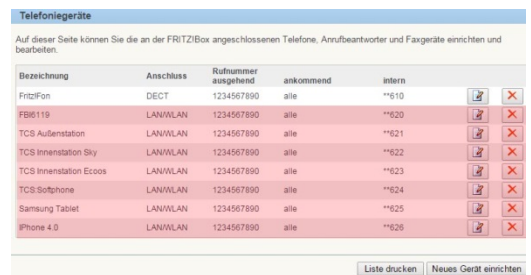 Telefoniegeräte
Auf dieser Seite können Sie die an der FRITZ!Box angeschlossenen Telefone, Anrufbeantworter und Faxgeräte einrichten und
bearbeiten.
Bezeichnung Anschluss Rufnummer ausgehend ankommend intern
Fritz!Fon DECT 1234567890 alle **610
FBI6119 LAN/WLAN 1234567890 alle **620
TCS Außenstation LAN/WLAN 1234567890 alle **621
TCS Innenstation Sky LAN/WLAN 1234567890 alle **622
TCS Innenstation Ecoos LAN/WLAN 1234567890 alle **623
TCS:Softphone LAN/WLAN 1234567890 alle **624
Samsung Tablet LAN/WLAN 1234567890 alle **625
IPhone 4.0 LAN/WLAN 1234567890 alle **626
Liste drucken Neues Gerät einrichten